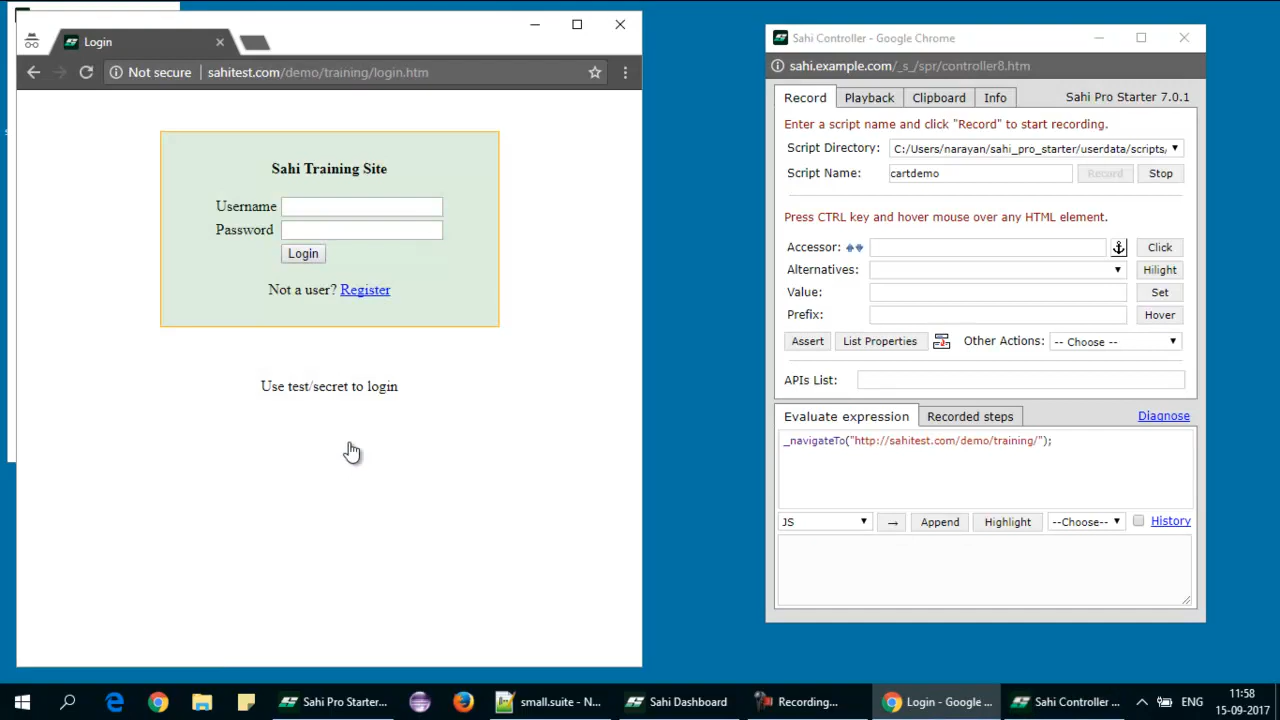 Login
Not secure
sahitest.com/demo/training/login.htm
Sahi Training Site
Username
Password
Login
Not a user? Register
Use test/secret to login
Sahi Controller - Google Chrome
sahi.example.com/_s_/spr/controller8.htm
Record Playback Clipboard Info Sahi Pro Starter 7.0.1
Enter a script name and click "Record" to start recording.
Script Directory: C:/Users/narayan/sahi_pro_starter/userdata/scripts/
Script Name: cartdemo Record Stop
Press CTRL key and hover mouse over any HTML element.
Accessor: Click
Alternatives: Hilight
Value: Set
Prefix: Hover
Assert List Properties Other Actions: -- Choose --
APIs List:
Evaluate expression Recorded steps Diagnose
_navigateTo("http://sahitest.com/demo/training/");
JS → Append Highlight --Choose-- History
Sahi Pro Starter...
small.suite - N...
Sahi Dashboard
Recording...
Login - Google ...
Sahi Controller ...
ENG
11:58
15-09-2017